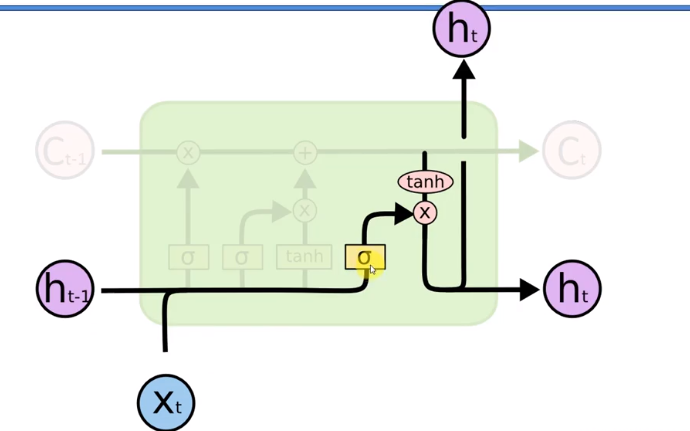 ht
Ct-1
x
+
Ct
tanh
x
x
σ
σ
tanh
σ
ht-1
ht
xt